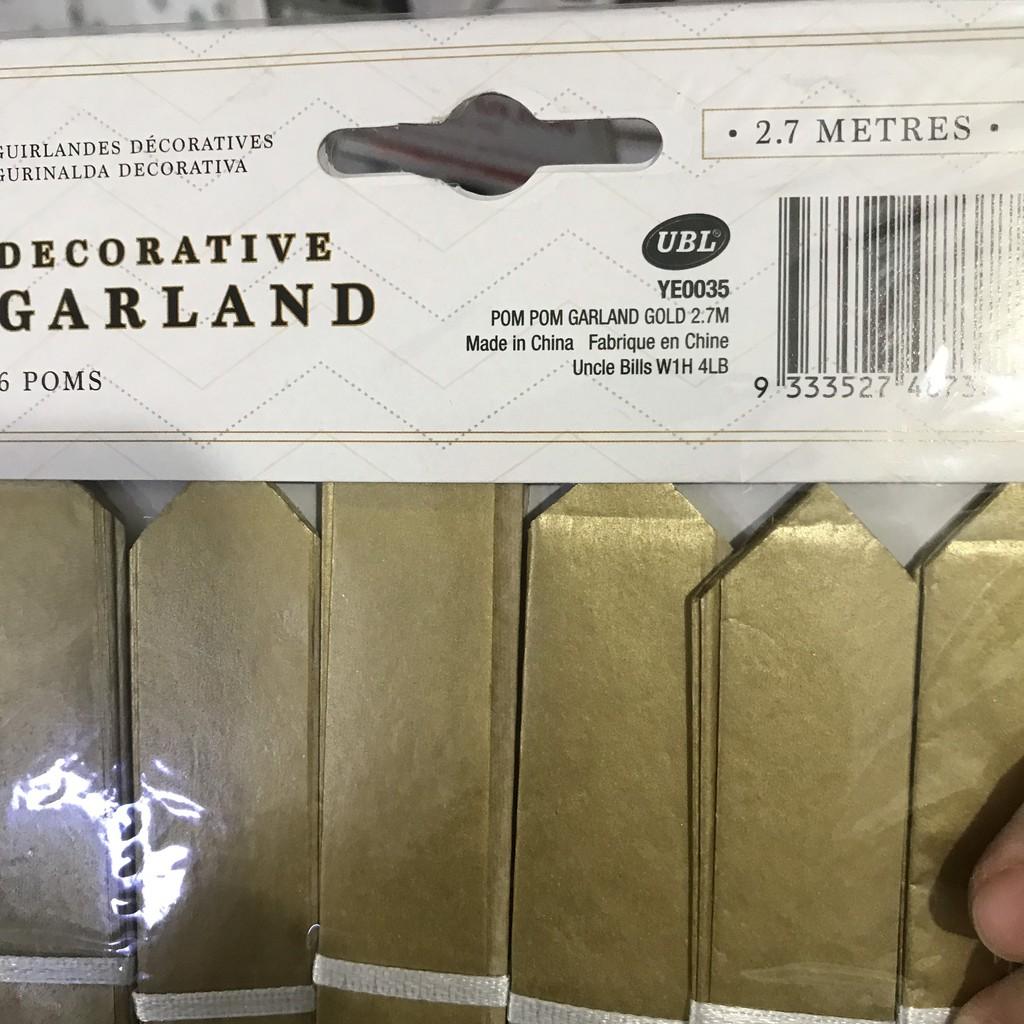 GUIRLANDES DÉCORATIVES
GURINALDA DECORATIVA
• 2.7 METRES •
DECORATIVE
GARLAND
6 POMS
UBL®
YE0035
POM POM GARLAND GOLD 2.7M
Made in China Fabrique en Chine
Uncle Bills W1H 4LB
9 333527